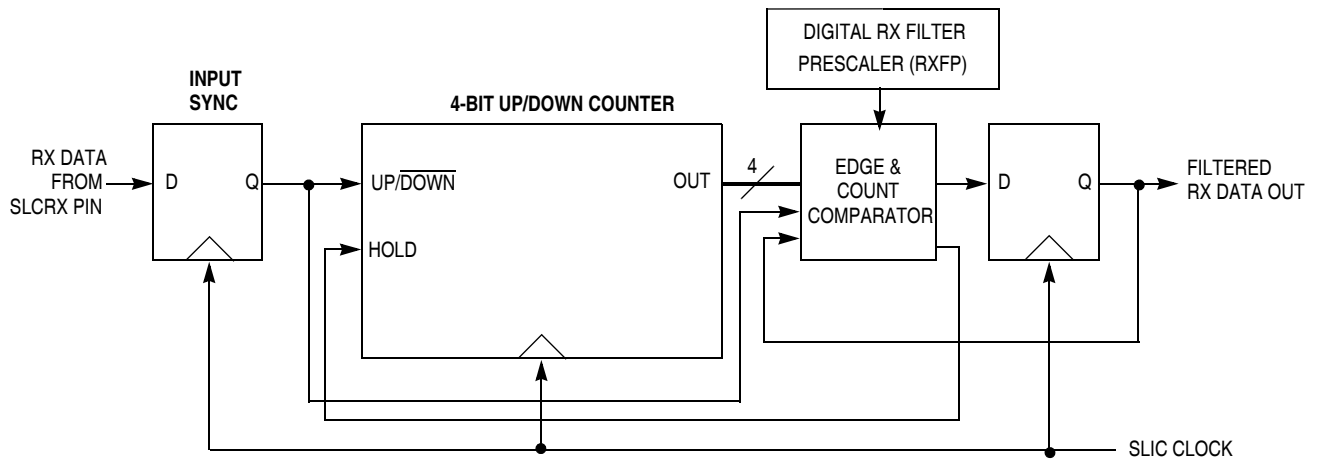 DIGITAL RX FILTER
PRESCALER (RXFP)
INPUT
SYNC
4-BIT UP/DOWN COUNTER
RX DATA
FROM
SLCRX PIN
D
Q
UP/DOWN
HOLD
OUT
4
EDGE &
COUNT
COMPARATOR
D
Q
FILTERED
RX DATA OUT
SLIC CLOCK